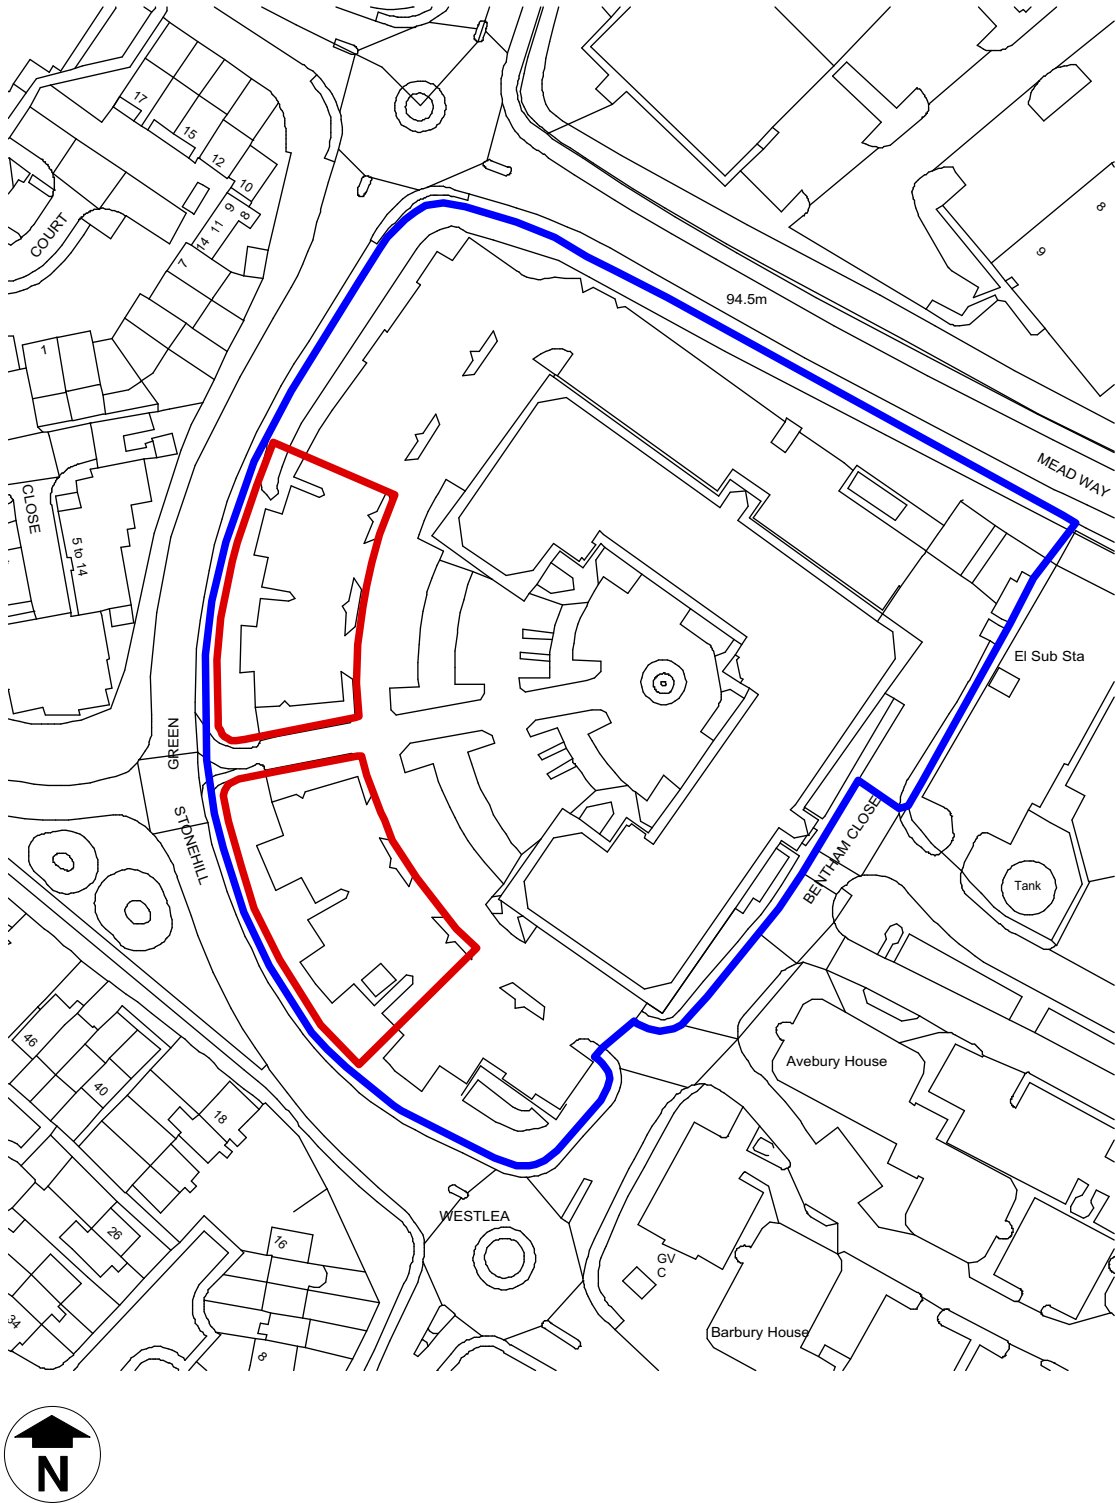 17
15
12
10
9
8
11
14
7
COURT
8
9
94.5m
1
MEAD WAY
CLOSE
5 to 14
El Sub Sta
GREEN
STONEHILL
BENTHAM CLOSE
Tank
46
40
18
Avebury House
26
16
WESTLEA
GV
C
34
8
Barbury House
N